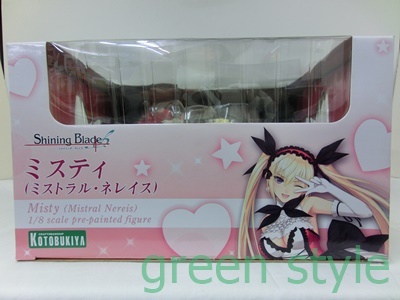 Shining Blade
ミスティ
(ミストラル・ネレイス)
Misty (Mistral Nereis)
1/8 scale pre-painted figure
KOTOBUKIYA
green style